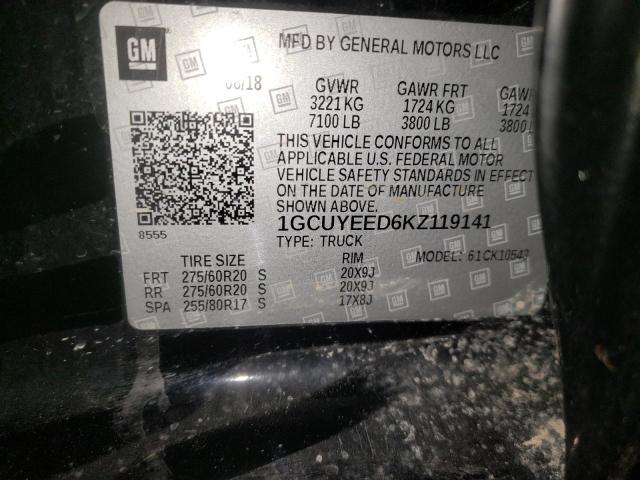 GM
MFD BY GENERAL MOTORS LLC
06/18
GVWR GAWR FRT GAW
3221 KG 1724 KG 1724
7100 LB 3800 LB 3800
THIS VEHICLE CONFORMS TO ALL
APPLICABLE U.S. FEDERAL MOTOR
VEHICLE SAFETY STANDARDS IN EFFECT
ON THE DATE OF MANUFACTURE
SHOWN ABOVE.
8555
1GCUYEED6KZ119141
TYPE: TRUCK
MODEL: 61CK10543
TIRE SIZE RIM
FRT 275/60R20 S 20X9J
RR 275/60R20 S 20X9J
SPA 255/80R17 S 17X8J